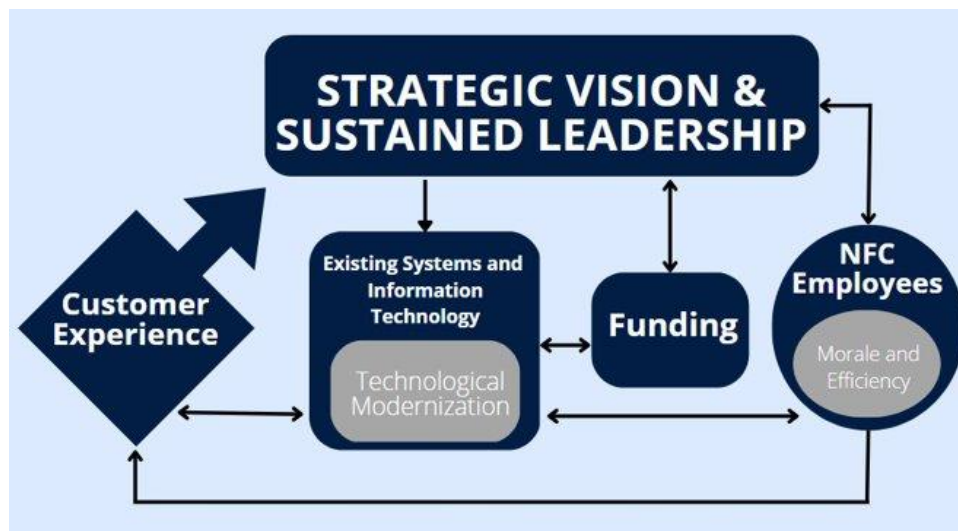 STRATEGIC VISION &
SUSTAINED LEADERSHIP
Customer
Experience
Existing Systems and
Information
Technology
Technological
Modernization
Funding
NFC
Employees
Morale and
Efficiency